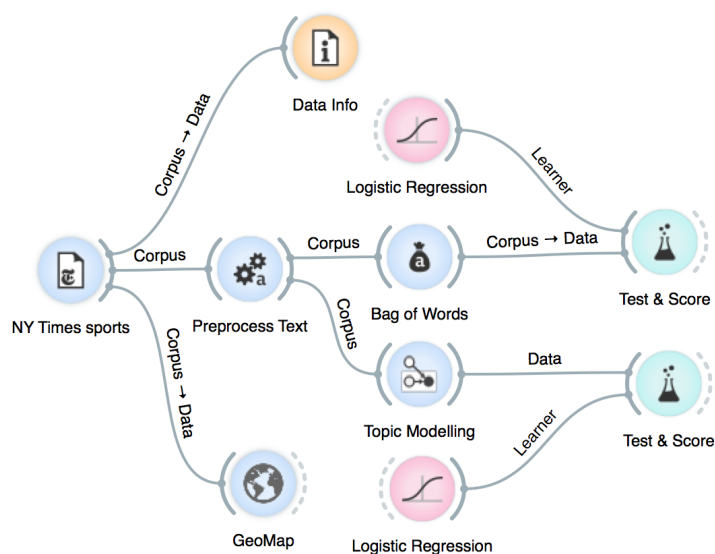 Data Info
Corpus → Data
Logistic Regression
Learner
NY Times sports
Corpus
Preprocess Text
Corpus
Bag of Words
Corpus → Data
Test & Score
Corpus
Topic Modelling
Data
Test & Score
Learner
Logistic Regression
Corpus → Data
GeoMap
a
a